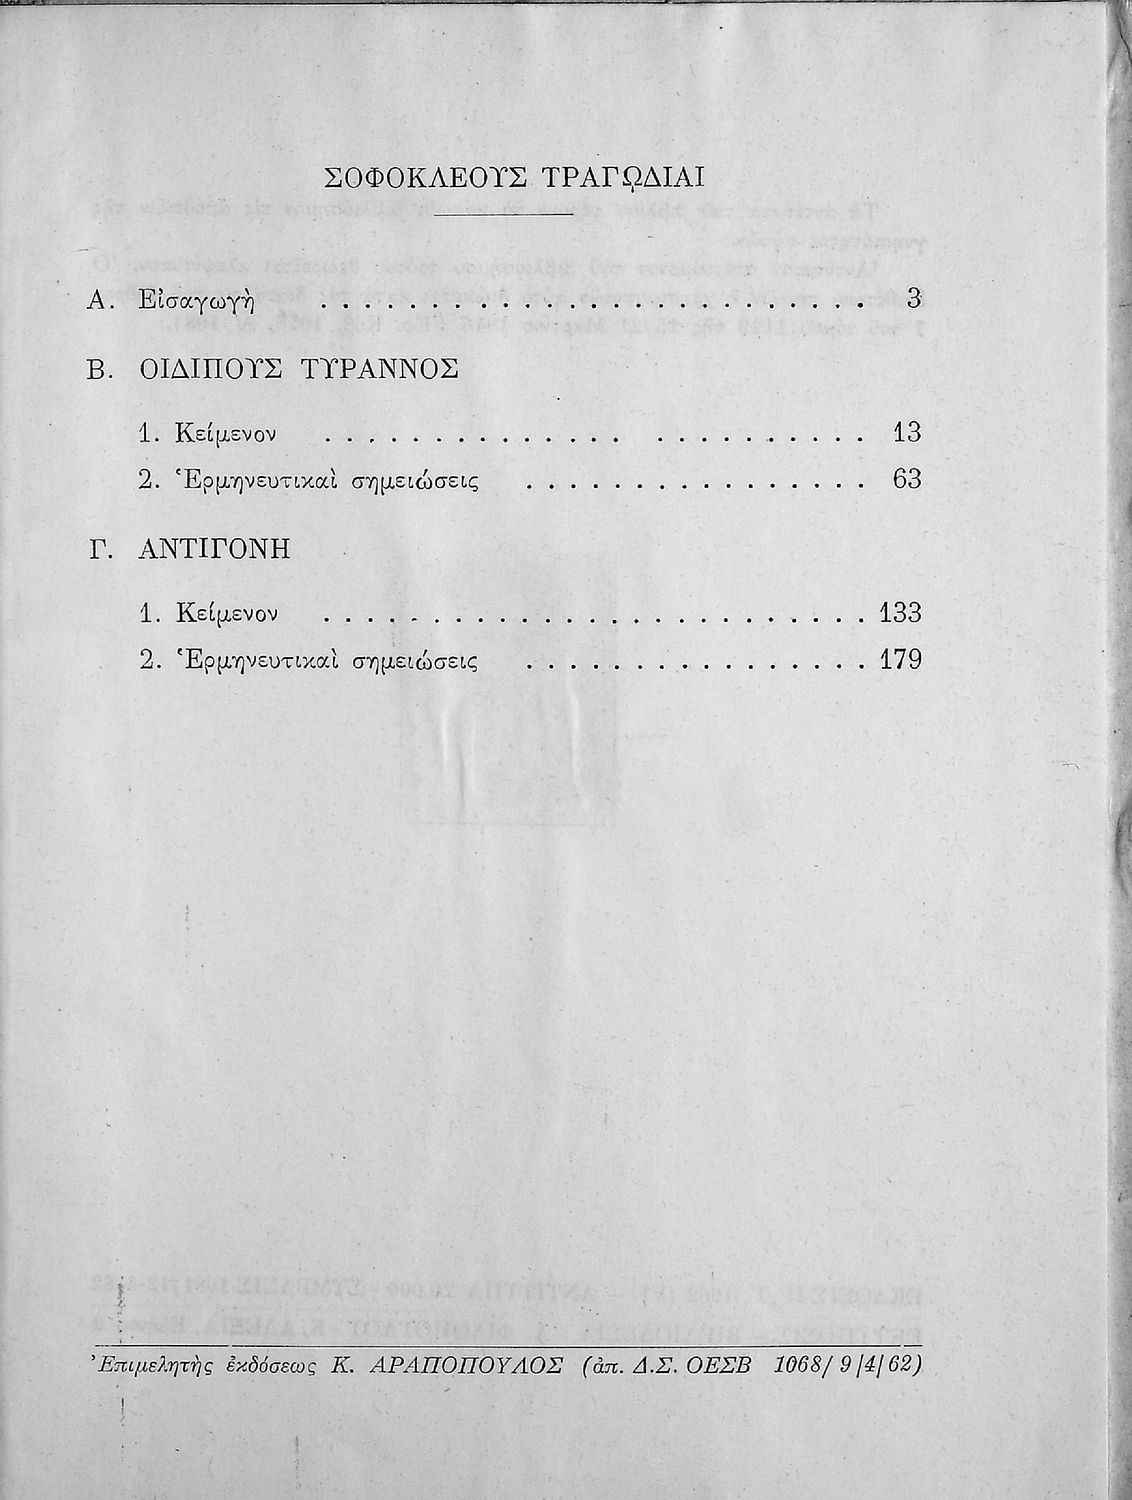 ΣΟΦΟΚΛΕΟΥΣ ΤΡΑΓῼΔΙΑΙ
Α. Εἰσαγωγὴ . . . . . . . . . . . . . . . . . . . . . . . . . 3
Β. ΟΙΔΙΠΟΥΣ ΤΥΡΑΝΝΟΣ
1. Κείμενον . . . . . . . . . . . . . . . . . . . . . . . . 13
2. Ἑρμηνευτικαὶ σημειώσεις . . . . . . . . . . . . . . . . 63
Γ. ΑΝΤΙΓΟΝΗ
1. Κείμενον . . . . . . . . . . . . . . . . . . . . . . . . . 133
2. Ἑρμηνευτικαὶ σημειώσεις . . . . . . . . . . . . . . . . 179
Ἐπιμελητὴς ἐκδόσεως Κ. ΑΡΑΠΟΠΟΥΛΟΣ (ἀπ. Δ.Σ. ΟΕΣΒ 1068/9/4/62)